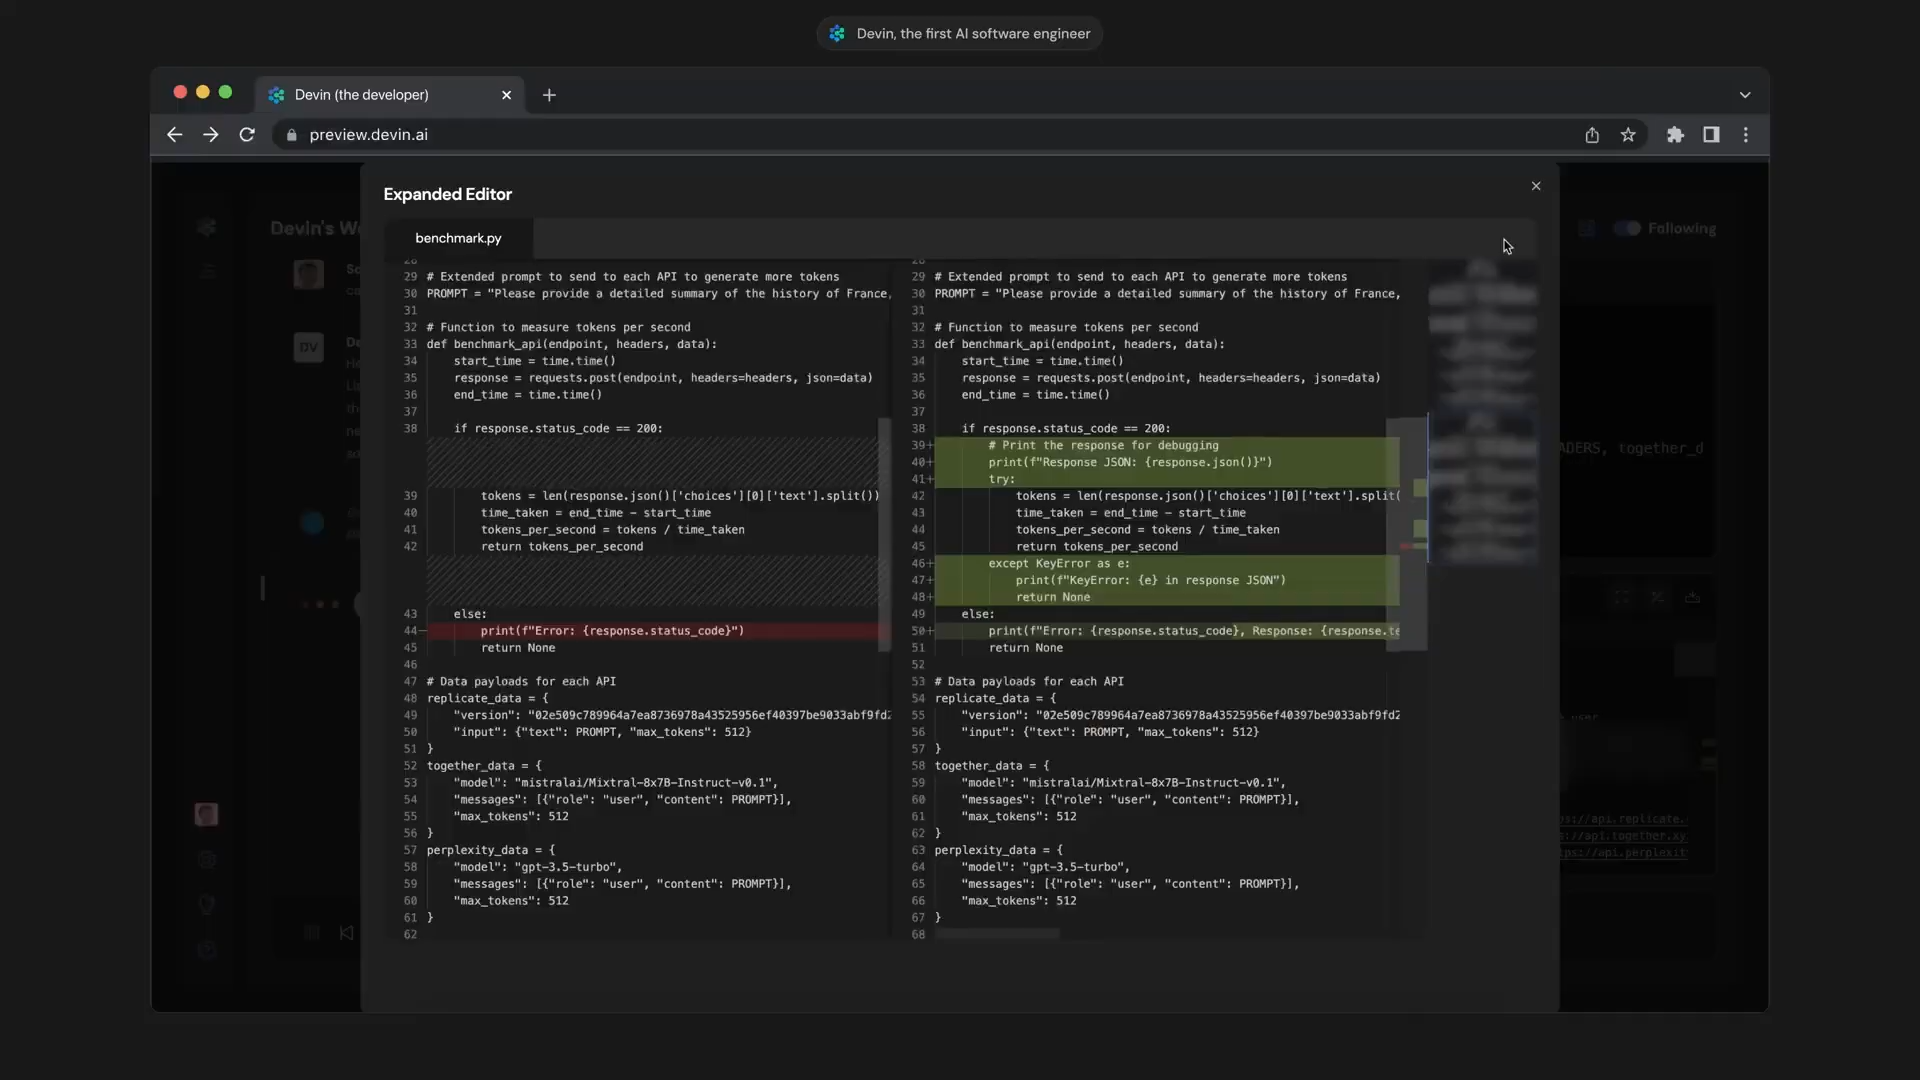 Devin, the first AI software engineer
Devin (the developer)
preview.devin.ai
Expanded Editor
Devin's
Following
benchmark.py
28
29 # Extended prompt to send to each API to generate more tokens
30 PROMPT = "Please provide a detailed summary of the history of France,
31
32 # Function to measure tokens per second
33 def benchmark_api(endpoint, headers, data):
34 start_time = time.time()
35 response = requests.post(endpoint, headers=headers, json=data)
36 end_time = time.time()
37
38 if response.status_code == 200:
39 tokens = len(response.json()['choices'][0]['text'].split())
40 time_taken = end_time - start_time
41 tokens_per_second = tokens / time_taken
42 return tokens_per_second
43 else:
44- print(f"Error: {response.status_code}")
45 return None
46
47 # Data payloads for each API
48 replicate_data = {
49 "version": "02e509c789964a7ea8736978a43525956ef40397be9033abf9fd2
50 "input": {"text": PROMPT, "max_tokens": 512}
51 }
52 together_data = {
53 "model": "mistralai/Mixtral-8x7B-Instruct-v0.1",
54 "messages": [{"role": "user", "content": PROMPT}],
55 "max_tokens": 512
56 }
57 perplexity_data = {
58 "model": "gpt-3.5-turbo",
59 "messages": [{"role": "user", "content": PROMPT}],
60 "max_tokens": 512
61 }
62
28
29 # Extended prompt to send to each API to generate more tokens
30 PROMPT = "Please provide a detailed summary of the history of France,
31
32 # Function to measure tokens per second
33 def benchmark_api(endpoint, headers, data):
34 start_time = time.time()
35 response = requests.post(endpoint, headers=headers, json=data)
36 end_time = time.time()
37
38 if response.status_code == 200:
39+ # Print the response for debugging
40+ print(f"Response JSON: {response.json()}")
41+ try:
42 tokens = len(response.json()['choices'][0]['text'].split(
43 time_taken = end_time - start_time
44 tokens_per_second = tokens / time_taken
45 return tokens_per_second
46+ except KeyError as e:
47+ print(f"KeyError: {e} in response JSON")
48+ return None
49 else:
50+ print(f"Error: {response.status_code}, Response: {response.te
51 return None
52
53 # Data payloads for each API
54 replicate_data = {
55 "version": "02e509c789964a7ea8736978a43525956ef40397be9033abf9fd2
56 "input": {"text": PROMPT, "max_tokens": 512}
57 }
58 together_data = {
59 "model": "mistralai/Mixtral-8x7B-Instruct-v0.1",
60 "messages": [{"role": "user", "content": PROMPT}],
61 "max_tokens": 512
62 }
63 perplexity_data = {
64 "model": "gpt-3.5-turbo",
65 "messages": [{"role": "user", "content": PROMPT}],
66 "max_tokens": 512
67 }
68
DV
ADERS, together_d
ps://api.replicate.
s://api.together.xy
tps://api.perplexit